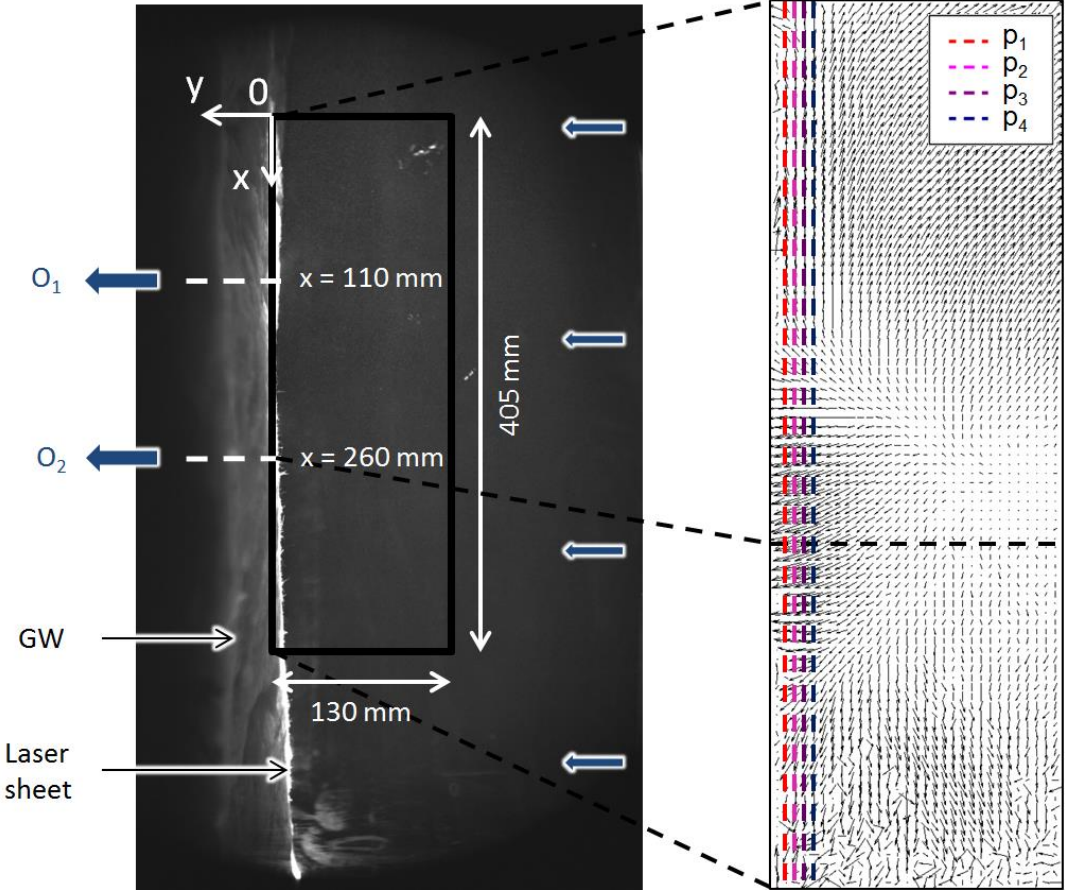 y
0
x
O₁
x = 110 mm
405 mm
O₂
x = 260 mm
GW
130 mm
Laser
sheet
p₁
p₂
p₃
p₄